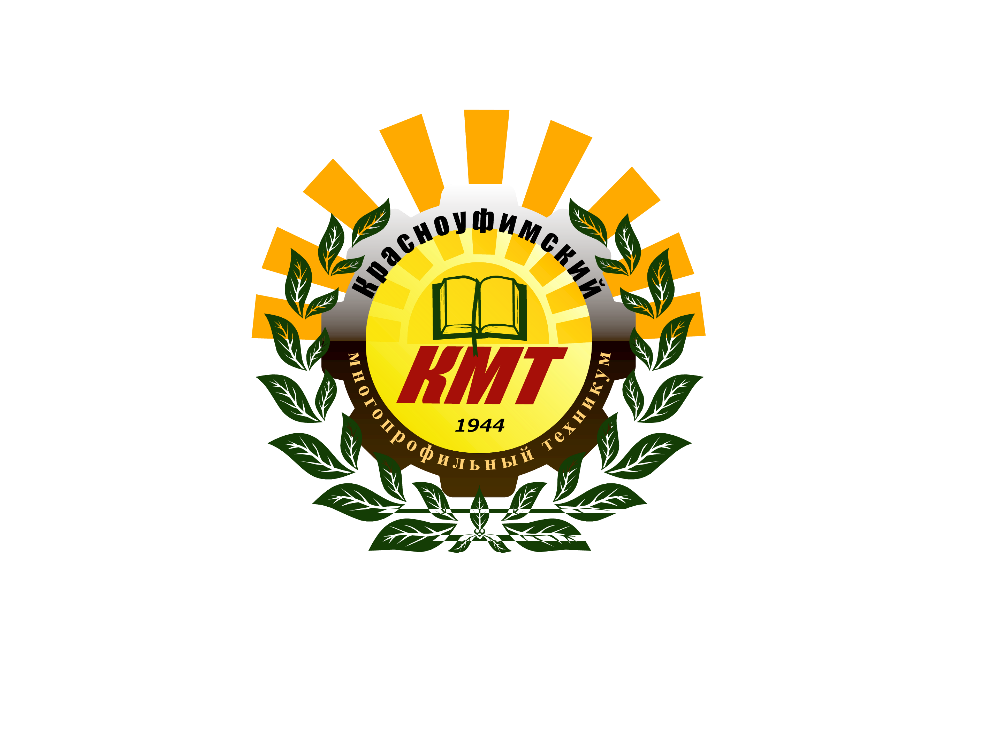 Красноуфимский
КМТ
1944
многопрофильный техникум